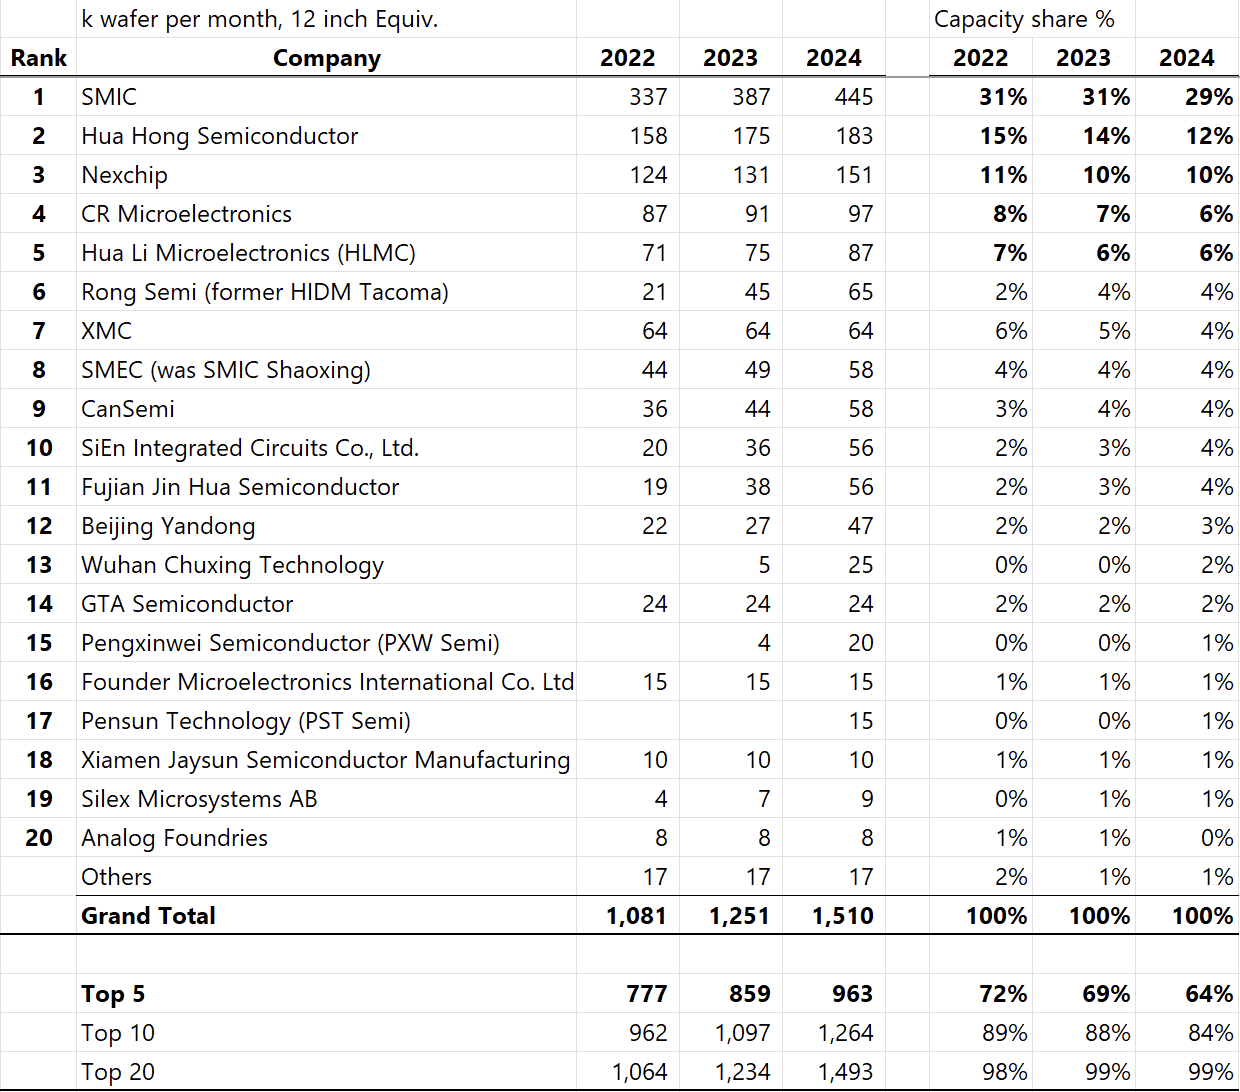 k wafer per month, 12 inch Equiv. Capacity share %
Rank Company 2022 2023 2024 2022 2023 2024
1 SMIC 337 387 445 31% 31% 29%
2 Hua Hong Semiconductor 158 175 183 15% 14% 12%
3 Nexchip 124 131 151 11% 10% 10%
4 CR Microelectronics 87 91 97 8% 7% 6%
5 Hua Li Microelectronics (HLMC) 71 75 87 7% 6% 6%
6 Rong Semi (former HIDM Tacoma) 21 45 65 2% 4% 4%
7 XMC 64 64 64 6% 5% 4%
8 SMEC (was SMIC Shaoxing) 44 49 58 4% 4% 4%
9 CanSemi 36 44 58 3% 4% 4%
10 SiEn Integrated Circuits Co., Ltd. 20 36 56 2% 3% 4%
11 Fujian Jin Hua Semiconductor 19 38 56 2% 3% 4%
12 Beijing Yandong 22 27 47 2% 2% 3%
13 Wuhan Chuxing Technology 5 25 0% 0% 2%
14 GTA Semiconductor 24 24 24 2% 2% 2%
15 Pengxinwei Semiconductor (PXW Semi) 4 20 0% 0% 1%
16 Founder Microelectronics International Co. Ltd 15 15 15 1% 1% 1%
17 Pensun Technology (PST Semi) 15 0% 0% 1%
18 Xiamen Jaysun Semiconductor Manufacturing 10 10 10 1% 1% 1%
19 Silex Microsystems AB 4 7 9 0% 1% 1%
20 Analog Foundries 8 8 8 1% 1% 0%
Others 17 17 17 2% 1% 1%
Grand Total 1,081 1,251 1,510 100% 100% 100%
Top 5 777 859 963 72% 69% 64%
Top 10 962 1,097 1,264 89% 88% 84%
Top 20 1,064 1,234 1,493 98% 99% 99%